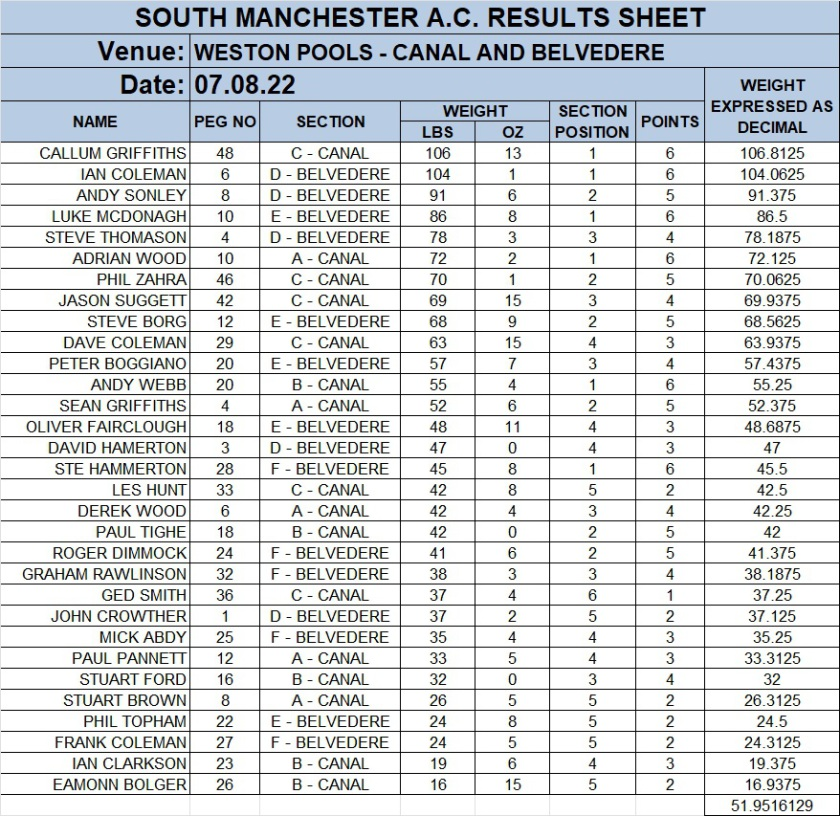 SOUTH MANCHESTER A.C. RESULTS SHEET
Venue: WESTON POOLS - CANAL AND BELVEDERE
Date: 07.08.22
NAME PEG NO SECTION WEIGHT LBS OZ SECTION POSITION POINTS WEIGHT EXPRESSED AS DECIMAL
CALLUM GRIFFITHS 48 C - CANAL 106 13 1 6 106.8125
IAN COLEMAN 6 D - BELVEDERE 104 1 1 6 104.0625
ANDY SONLEY 8 D - BELVEDERE 91 6 2 5 91.375
LUKE MCDONAGH 10 E - BELVEDERE 86 8 1 6 86.5
STEVE THOMASON 4 D - BELVEDERE 78 3 3 4 78.1875
ADRIAN WOOD 10 A - CANAL 72 2 1 6 72.125
PHIL ZAHRA 46 C - CANAL 70 1 2 5 70.0625
JASON SUGGETT 42 C - CANAL 69 15 3 4 69.9375
STEVE BORG 12 E - BELVEDERE 68 9 2 5 68.5625
DAVE COLEMAN 29 C - CANAL 63 15 4 3 63.9375
PETER BOGGIANO 20 E - BELVEDERE 57 7 3 4 57.4375
ANDY WEBB 20 B - CANAL 55 4 1 6 55.25
SEAN GRIFFITHS 4 A - CANAL 52 6 2 5 52.375
OLIVER FAIRCLOUGH 18 E - BELVEDERE 48 11 4 3 48.6875
DAVID HAMERTON 3 D - BELVEDERE 47 0 4 3 47
STE HAMMERTON 28 F - BELVEDERE 45 8 1 6 45.5
LES HUNT 33 C - CANAL 42 8 5 2 42.5
DEREK WOOD 6 A - CANAL 42 4 3 4 42.25
PAUL TIGHE 18 B - CANAL 42 0 2 5 42
ROGER DIMMOCK 24 F - BELVEDERE 41 6 2 5 41.375
GRAHAM RAWLINSON 32 F - BELVEDERE 38 3 3 4 38.1875
GED SMITH 36 C - CANAL 37 4 6 1 37.25
JOHN CROWTHER 1 D - BELVEDERE 37 2 5 2 37.125
MICK ABDY 25 F - BELVEDERE 35 4 4 3 35.25
PAUL PANNETT 12 A - CANAL 33 5 4 3 33.3125
STUART FORD 16 B - CANAL 32 0 3 4 32
STUART BROWN 8 A - CANAL 26 5 5 2 26.3125
PHIL TOPHAM 22 E - BELVEDERE 24 8 5 2 24.5
FRANK COLEMAN 27 F - BELVEDERE 24 5 5 2 24.3125
IAN CLARKSON 23 B - CANAL 19 6 4 3 19.375
EAMONN BOLGER 26 B - CANAL 16 15 5 2 16.9375
51.9516129